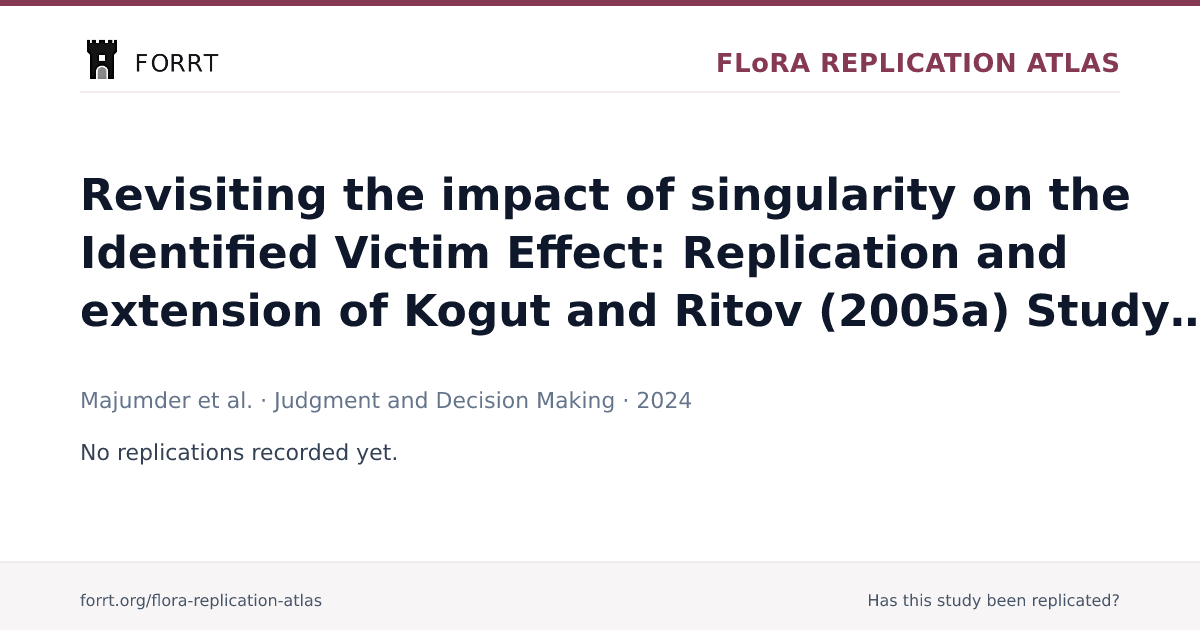 FORRT
FLoRA REPLICATION ATLAS
Revisiting the impact of singularity on the
Identified Victim Effect: Replication and
extension of Kogut and Ritov (2005a) Study…
Majumder et al. · Judgment and Decision Making · 2024
No replications recorded yet.
forrt.org/flora-replication-atlas
Has this study been replicated?